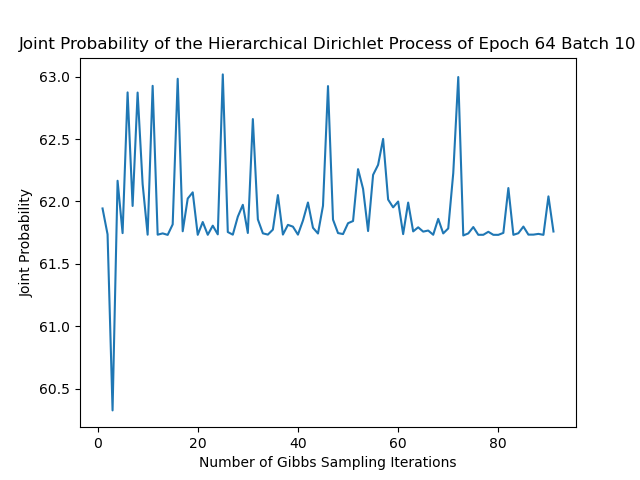 Joint Probability of the Hierarchical Dirichlet Process of Epoch 64 Batch 10
63.0
62.5
62.0
61.5
61.0
60.5
Joint Probability
0 20 40 60 80
Number of Gibbs Sampling Iterations